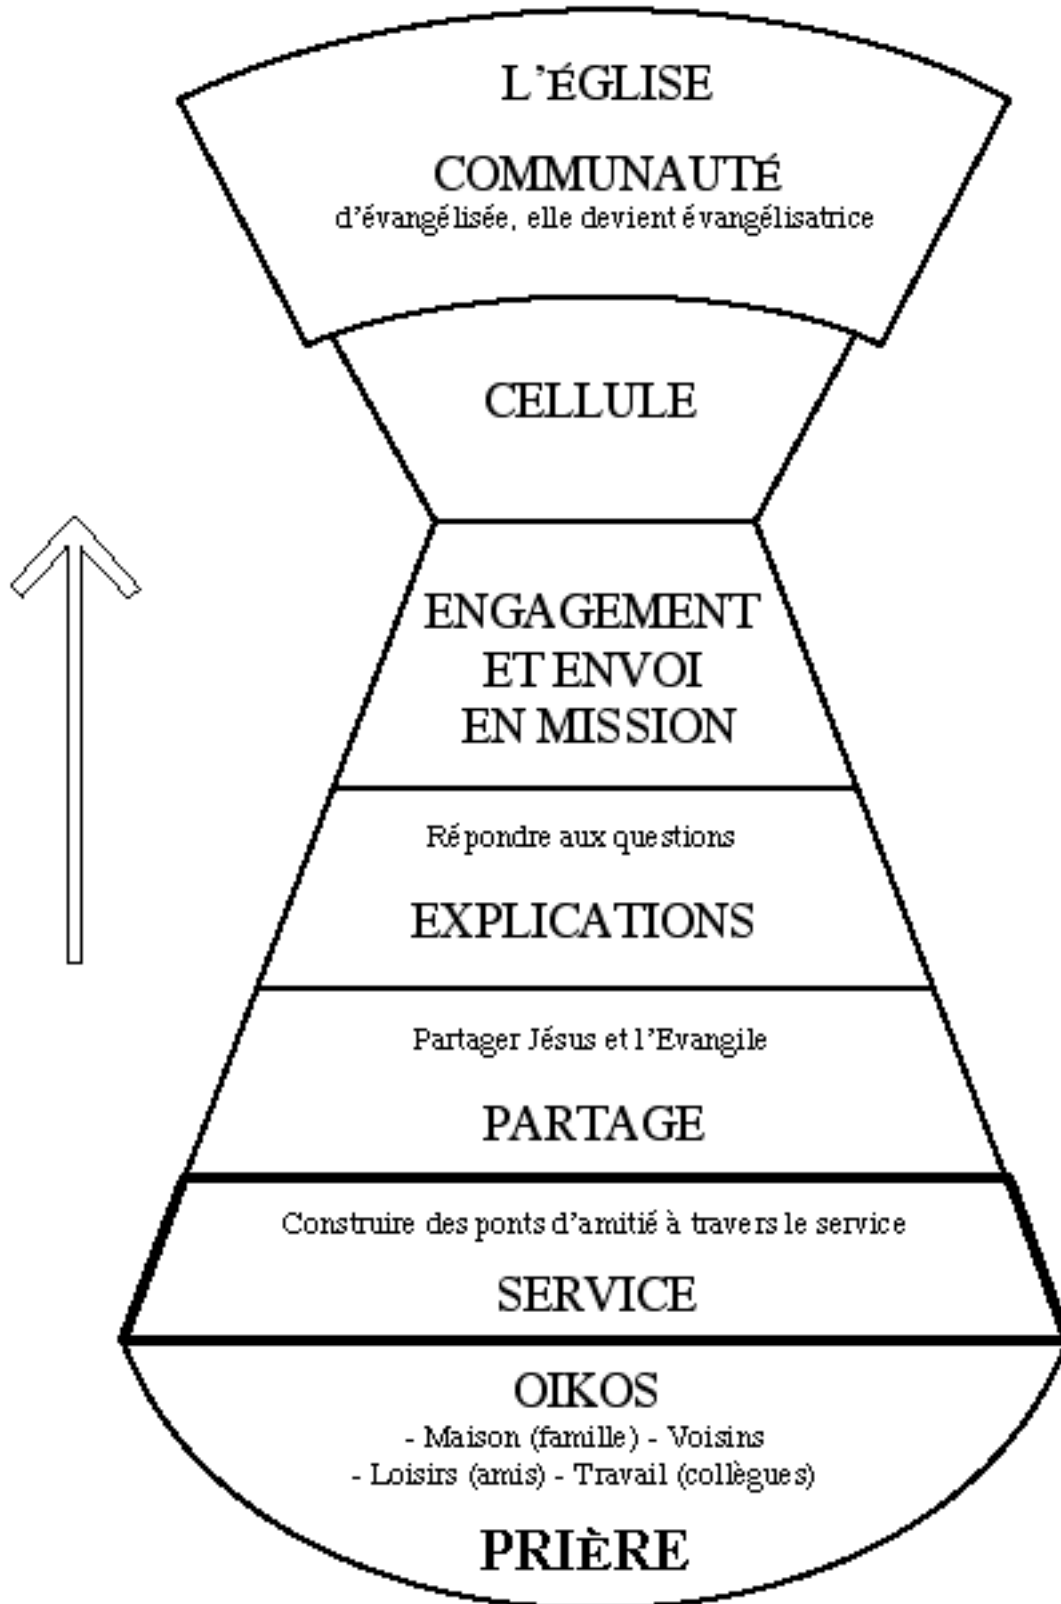 L'ÉGLISE
COMMUNAUTÉ
d'évangélisée, elle devient évangélisatrice
CELLULE
ENGAGEMENT
ET ENVOI
EN MISSION
Répondre aux questions
EXPLICATIONS
Partager Jésus et l'Evangile
PARTAGE
Construire des ponts d'amitié à travers le service
SERVICE
OIKOS
- Maison (famille) - Voisins
- Loisirs (amis) - Travail (collègues)
PRIÈRE